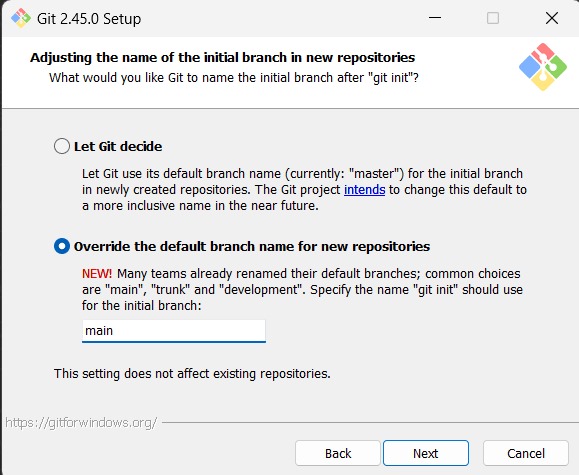 Git 2.45.0 Setup
Adjusting the name of the initial branch in new repositories
What would you like Git to name the initial branch after "git init"?
Let Git decide
Let Git use its default branch name (currently: "master") for the initial branch
in newly created repositories. The Git project intends to change this default to
a more inclusive name in the near future.
Override the default branch name for new repositories
NEW! Many teams already renamed their default branches; common choices
are "main", "trunk" and "development". Specify the name "git init" should use
for the initial branch:
main
This setting does not affect existing repositories.
https://gitforwindows.org/
Back
Next
Cancel